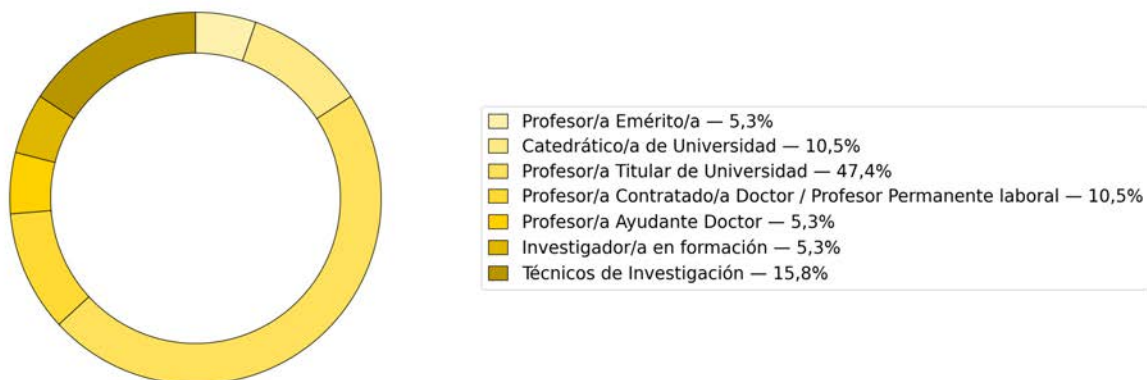 Profesor/a Emérito/a — 5,3%
Catedrático/a de Universidad — 10,5%
Profesor/a Titular de Universidad — 47,4%
Profesor/a Contratado/a Doctor / Profesor Permanente laboral — 10,5%
Profesor/a Ayudante Doctor — 5,3%
Investigador/a en formación — 5,3%
Técnicos de Investigación — 15,8%